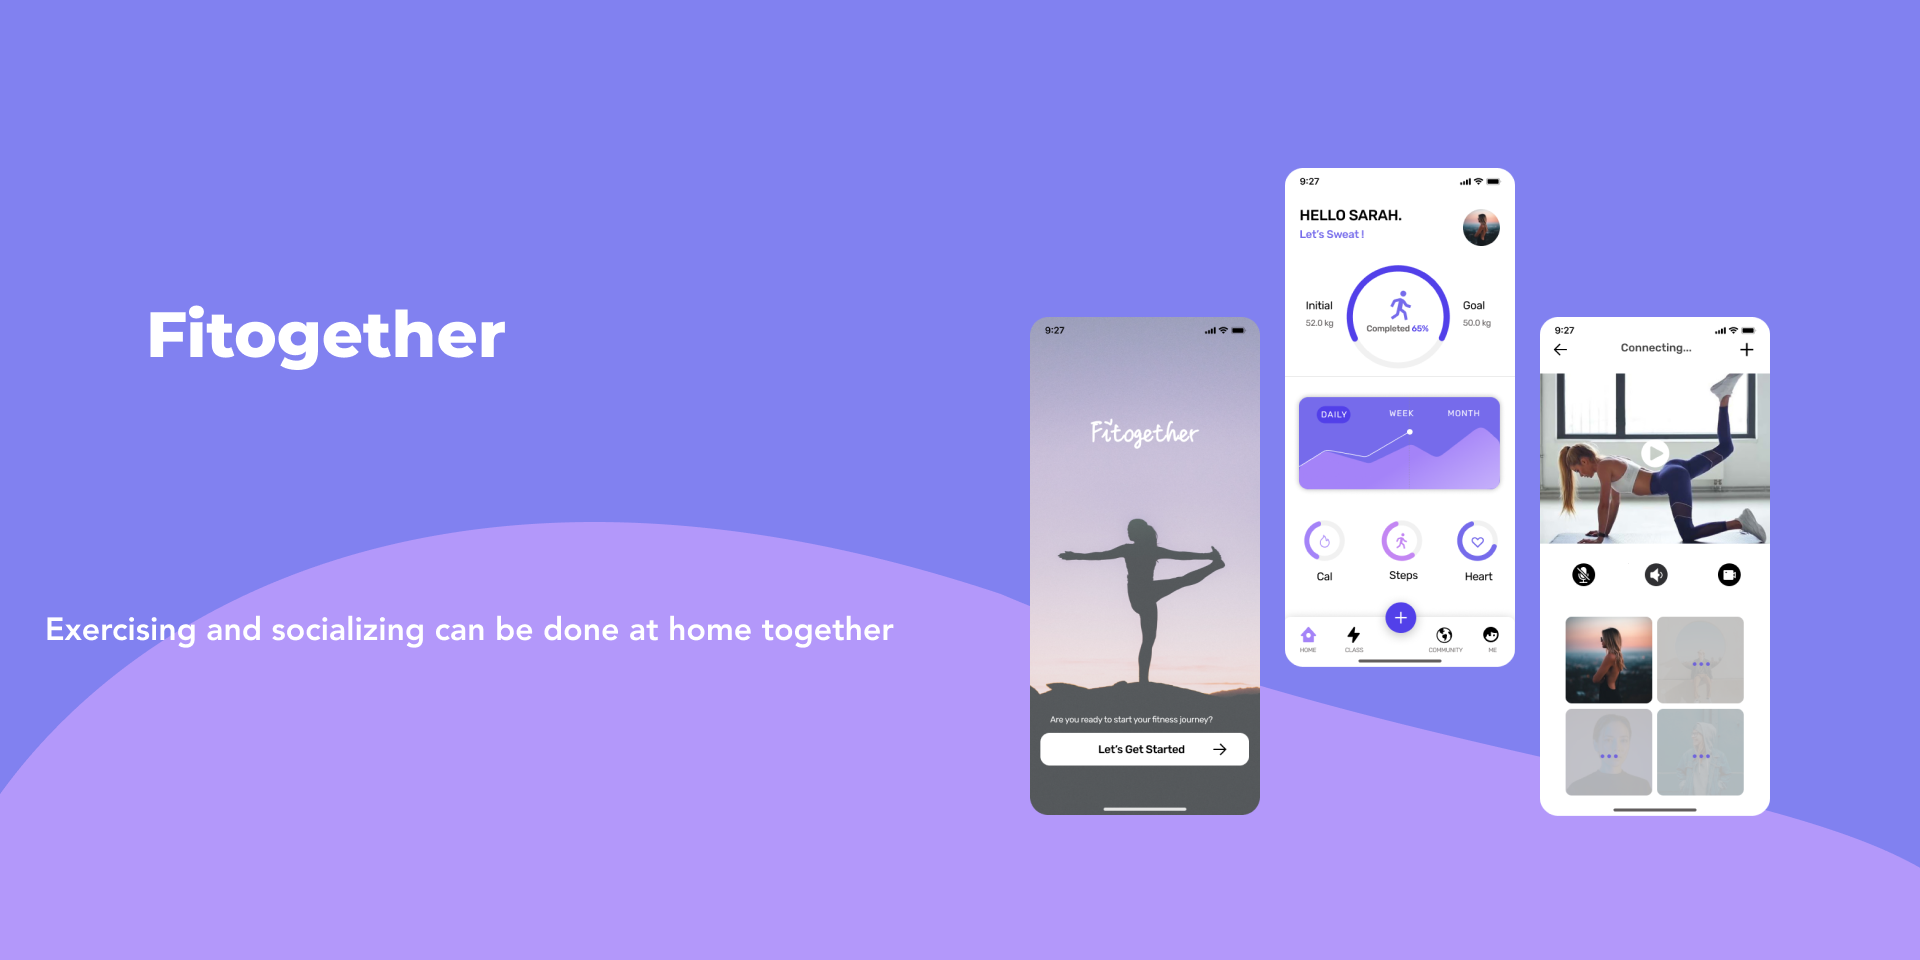 Fitogether
Exercising and socializing can be done at home together
9:27
Fitogether
Are you ready to start your fitness journey?
Let's Get Started
9:27
HELLO SARAH.
Let's Sweat !
Initial
52.0 kg
Completed 65%
Goal
50.0 kg
DAILY WEEK MONTH
Cal Steps Heart
HOME CLASS COMMUNITY ME
9:27
Connecting...